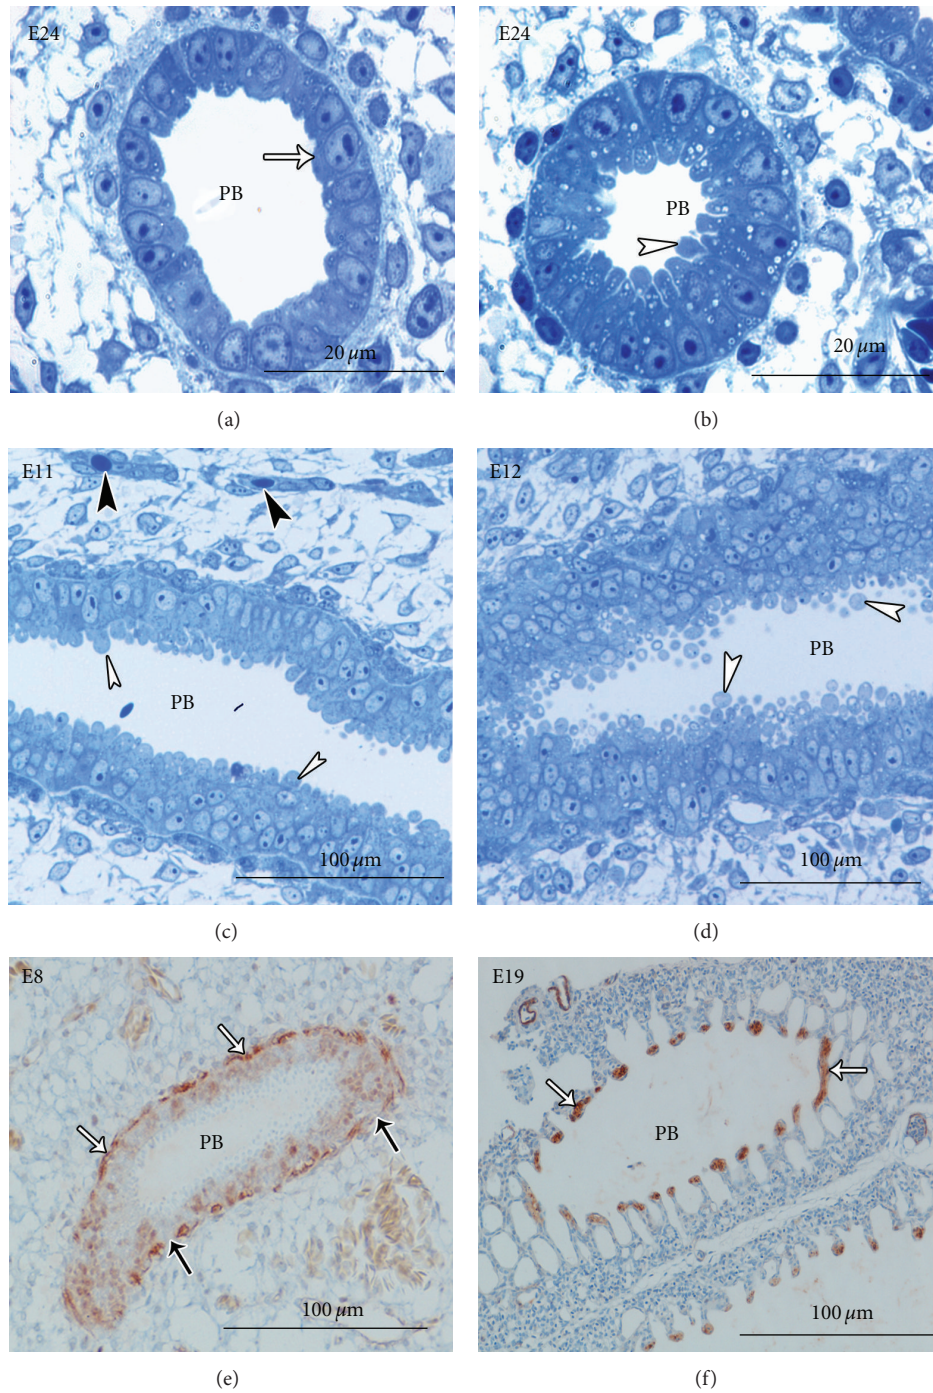 E24
PB
20 μm
(a)
E24
PB
20 μm
(b)
E11
PB
100 μm
(c)
E12
PB
100 μm
(d)
E8
PB
100 μm
(e)
E19
PB
100 μm
(f)